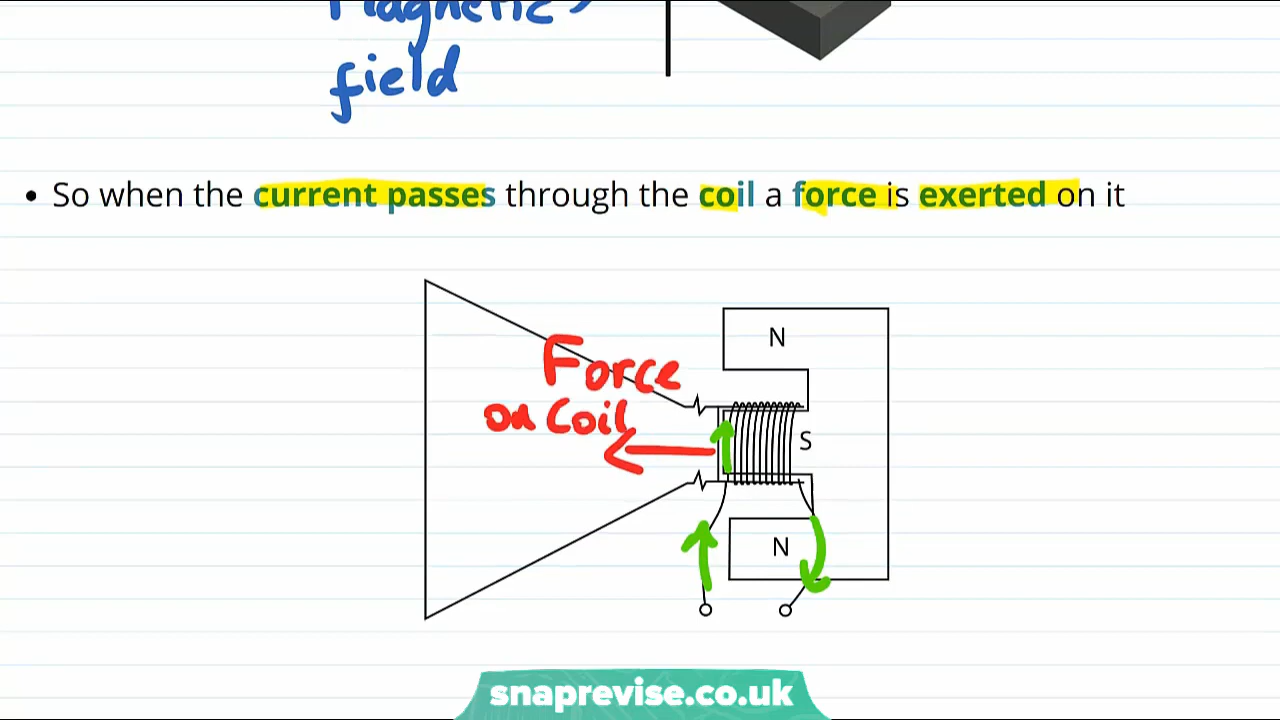 Magnetic
field
• So when the current passes through the coil a force is exerted on it
N
Force
on Coil
S
N
snaprevise.co.uk